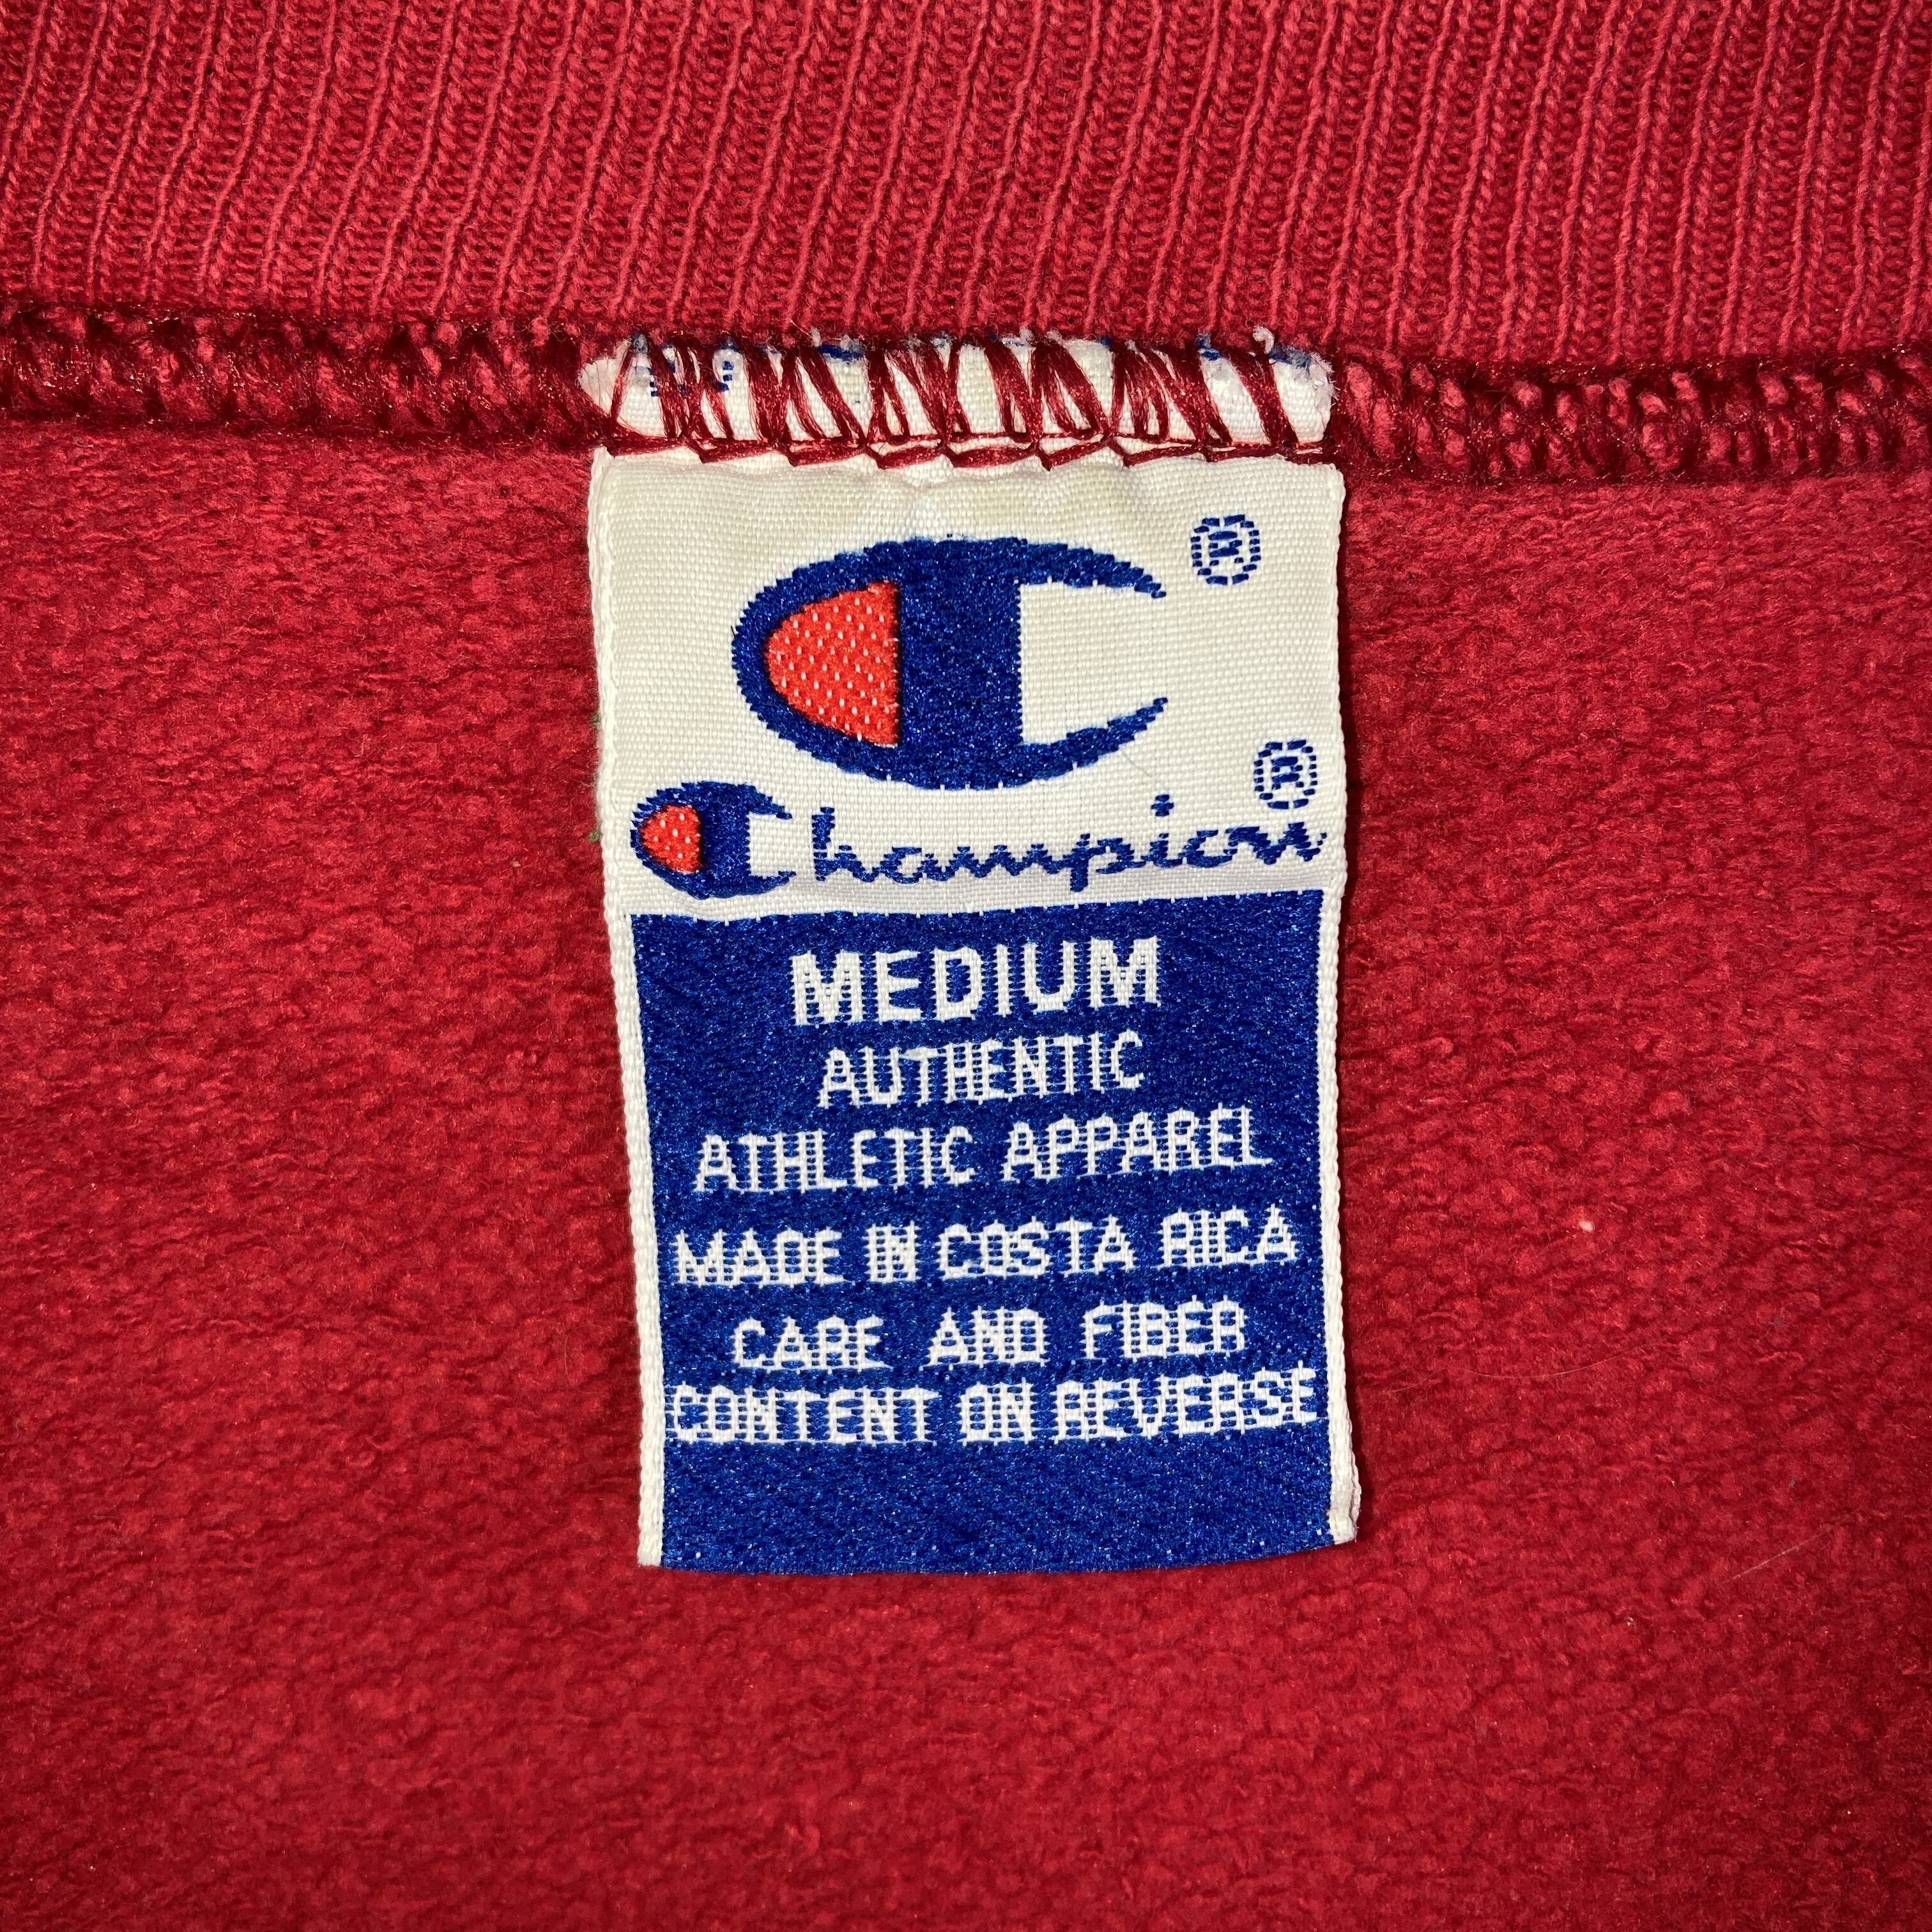 ®
Champion®
MEDIUM
AUTHENTIC
ATHLETIC APPAREL
MADE IN COSTA RICA
CARE AND FIBER
CONTENT ON REVERSE